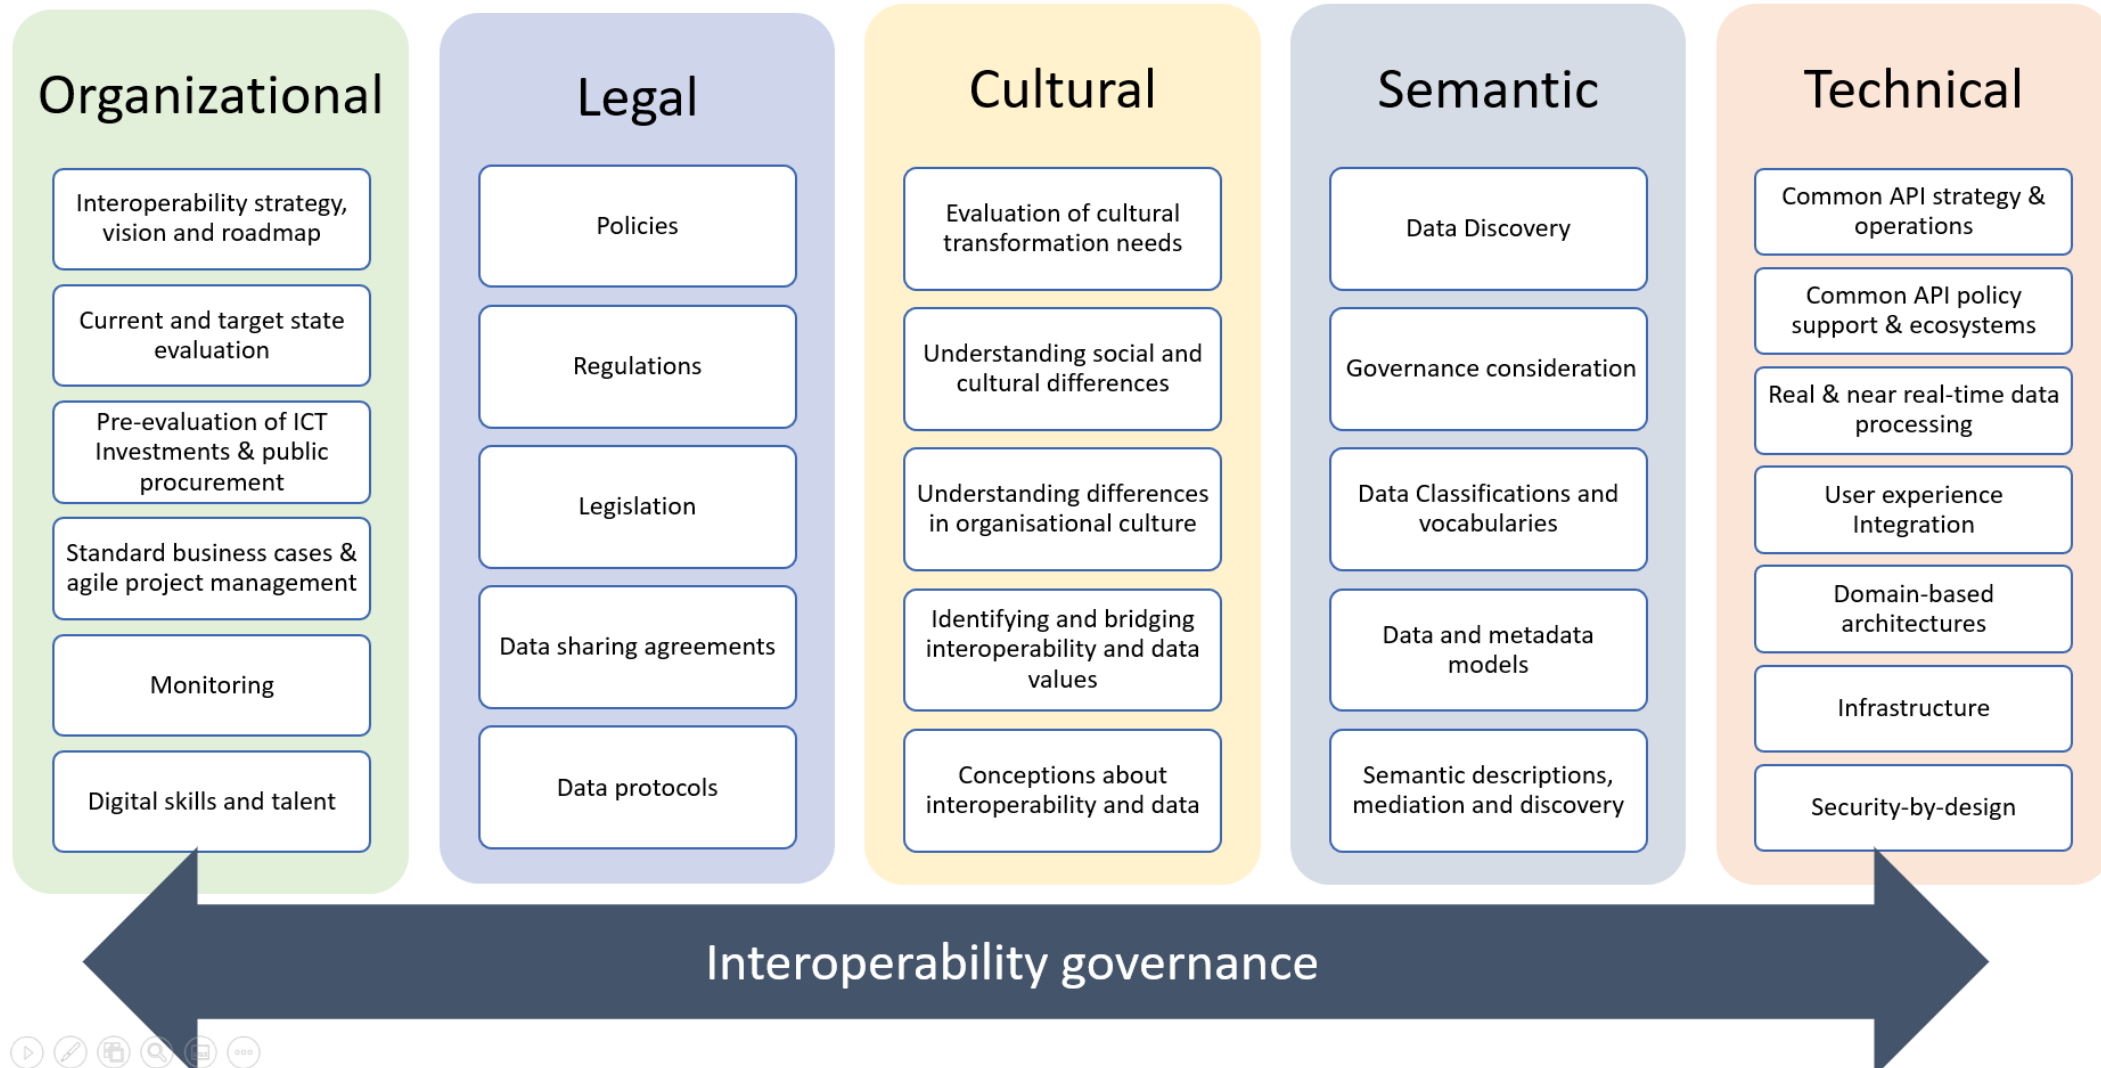 Organizational
Interoperability strategy,
vision and roadmap
Current and target state
evaluation
Pre-evaluation of ICT
Investments & public
procurement
Standard business cases &
agile project management
Monitoring
Digital skills and talent
Legal
Policies
Regulations
Legislation
Data sharing agreements
Data protocols
Cultural
Evaluation of cultural
transformation needs
Understanding social and
cultural differences
Understanding differences
in organisational culture
Identifying and bridging
interoperability and data
values
Conceptions about
interoperability and data
Semantic
Data Discovery
Governance consideration
Data Classifications and
vocabularies
Data and metadata
models
Semantic descriptions,
mediation and discovery
Technical
Common API strategy &
operations
Common API policy
support & ecosystems
Real & near real-time data
processing
User experience
Integration
Domain-based
architectures
Infrastructure
Security-by-design
Interoperability governance